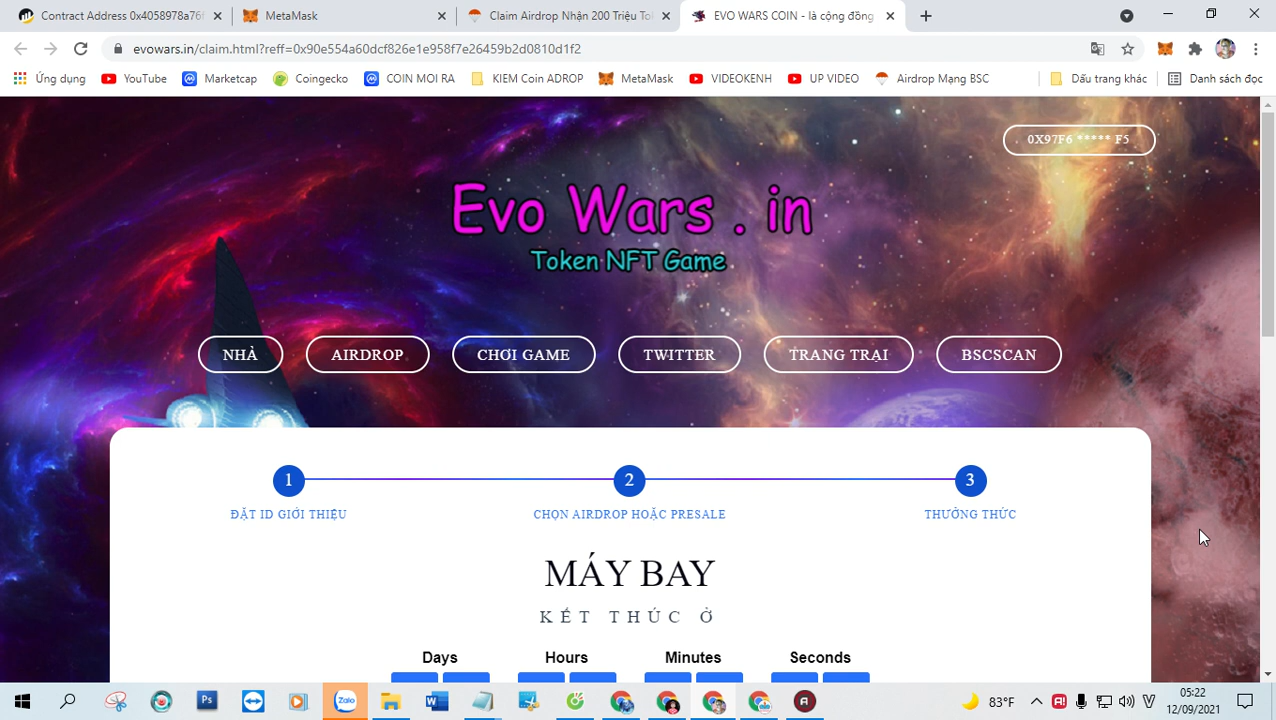 Contract Address 0x4058978a76f
MetaMask
Claim Airdrop Nhận 200 Triệu Tok
EVO WARS COIN - là cộng đồng
evowars.in/claim.html?reff=0x90e554a60dcf826e1e958f7e26459b2d0810d1f2
Ứng dụng
YouTube
Marketcap
Coingecko
COIN MOI RA
KIEM Coin ADROP
MetaMask
VIDEOKENH
UP VIDEO
Airdrop Mạng BSC
Dấu trang khác
Danh sách đọc
0X97F6 ***** F5
Evo Wars . in
Token NFT Game
NHÀ
AIRDROP
CHƠI GAME
TWITTER
TRANG TRẠI
BSCSCAN
1
2
3
ĐẶT ID GIỚI THIỆU
CHỌN AIRDROP HOẶC PRESALE
THƯỞNG THỨC
MÁY BAY
KẾT THÚC Ở
Days
Hours
Minutes
Seconds
Zalo
83°F
05:22
12/09/2021